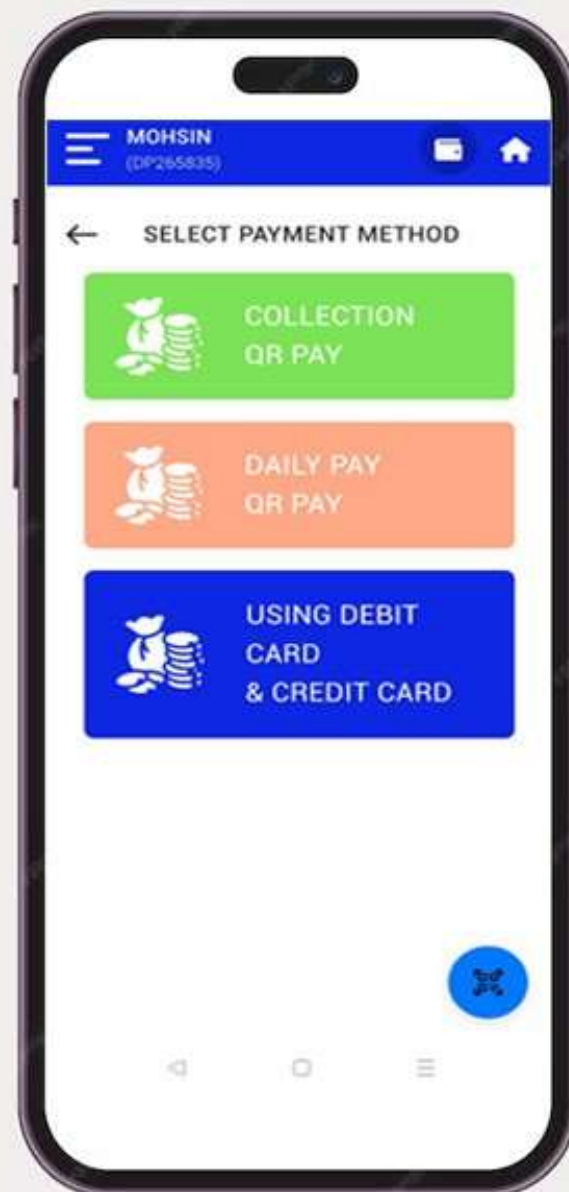 MOHSIN
(DP265835)
SELECT PAYMENT METHOD
COLLECTION
QR PAY
DAILY PAY
QR PAY
USING DEBIT
CARD
& CREDIT CARD